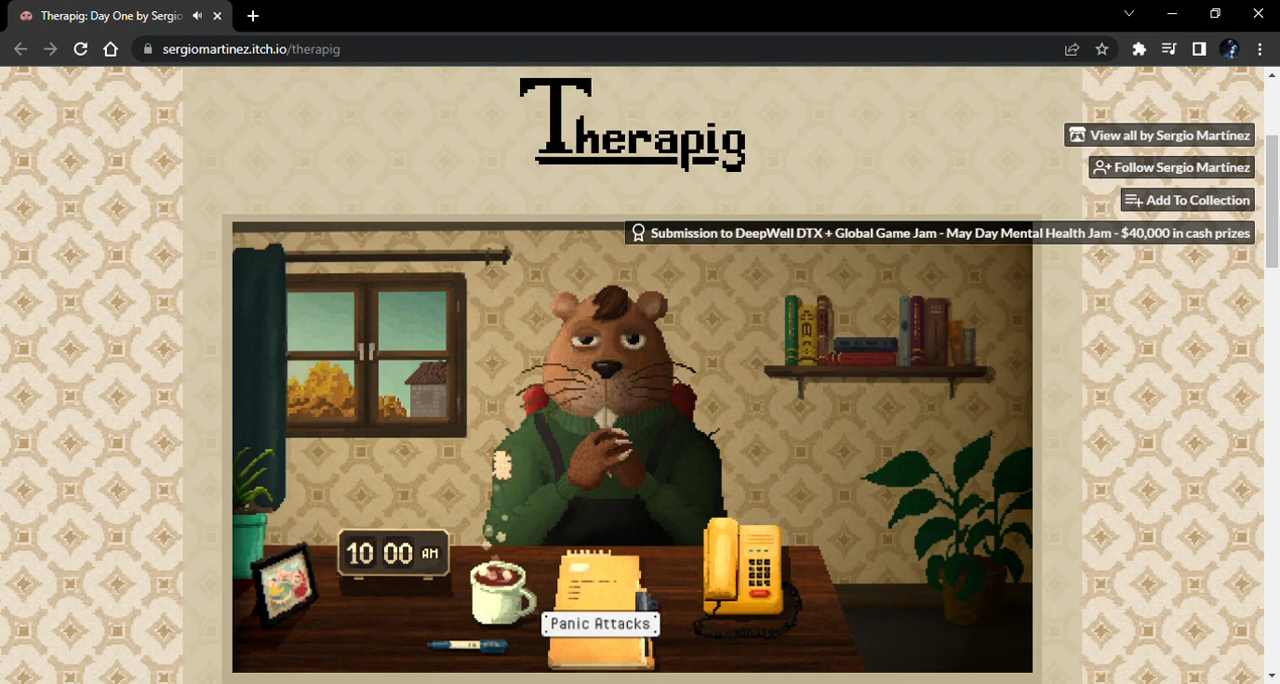 Therapig: Day One by Sergio
sergiomartinez.itch.io/therapig
Therapig
View all by Sergio Martínez
Follow Sergio Martínez
Add To Collection
Submission to DeepWell DTX + Global Game Jam - May Day Mental Health Jam - $40,000 in cash prizes
10 00 AM
Panic Attacks